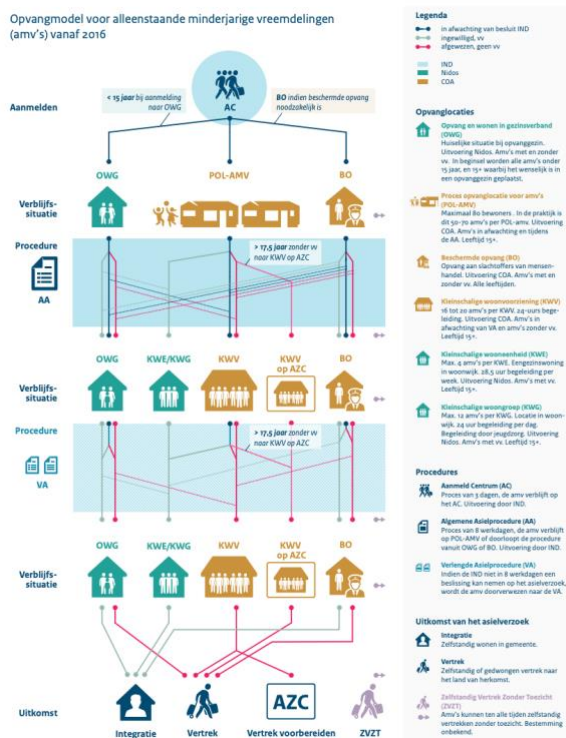 Opvangmodel voor alleenstaande minderjarige vreemdelingen
(amv's) vanaf 2016
Aanmelden
< 15 jaar bij aanmelding
naar OWG
AC
BO indien beschermde opvang
noodzakelijk is
OWG
POL-AMV
BO
Verblijfs-
situatie
Procedure
AA
> 17,5 jaar zonder vv
naar KWV op AZC
OWG
KWE/KWG
KWV
KWV
op AZC
BO
Verblijfs-
situatie
Procedure
VA
> 17,5 jaar zonder vv
naar KWV op AZC
OWG
KWE/KWG
KWV
KWV
op AZC
BO
Verblijfs-
situatie
Uitkomst
Integratie
Vertrek
AZC
Vertrek voorbereiden
ZVZT
Legenda
in afwachting van besluit IND
ingewilligd, vv
afgewezen, geen vv
IND
Nidos
COA
Opvanglocaties
Opvang en wonen in gezinsverband
(OWG)
Huiselijke situatie bij opvanggezin.
Uitvoering Nidos. Amv's met en zonder
vv. In beginsel worden alle amv's onder
15 jaar, en 15+ waarbij het wenselijk is in
een opvanggezin geplaatst.
Proces opvanglocatie voor amv's
(POL-AMV)
Maximaal 80 bewoners. In de praktijk is
dit 50-70 amv's per POL-amv. Uitvoering
COA. Amv's in afwachting en tijdens
de AA. Leeftijd 15+.
Beschermde opvang (BO)
Opvang aan slachtoffers van mensen-
handel. Uitvoering COA. Amv's met en
zonder vv. Alle leeftijden.
Kleinschalige woonvoorziening (KWV)
16 tot 20 amv's per KWV. 24-uurs bege-
leiding. Uitvoering COA. Amv's in
afwachting van VA en amv's zonder vv.
Leeftijd 15+.
Kleinschalige wooneenheid (KWE)
Max. 4 amv's per KWE. Eengezinswoning
in woonwijk. 28,5 uur begeleiding per
week. Uitvoering Nidos. Amv's met vv.
Leeftijd 15+.
Kleinschalige woongroep (KWG)
Max. 12 amv's per KWG. Locatie in woon-
wijk. 24 uur begeleiding per dag.
Begeleiding door jeugdzorg. Uitvoering
Nidos. Amv's met vv. Leeftijd 15+.
Procedures
Aanmeld Centrum (AC)
Proces van 3 dagen, de amv verblijft op
het AC. Uitvoering door IND.
Algemene Asielprocedure (AA)
Proces van 8 werkdagen, de amv verblijft
op POL-AMV of doorloopt de procedure
vanuit OWG of BO. Uitvoering door IND.
Verlengde Asielprocedure (VA)
Indien de IND niet in 8 werkdagen een
beslissing kan nemen op het asielverzoek,
wordt de amv doorverwezen naar de VA.
Uitkomst van het asielverzoek
Integratie
Zelfstandig wonen in gemeente.
Vertrek
Zelfstandig of gedwongen vertrek naar
het land van herkomst.
Zelfstandig Vertrek Zonder Toezicht
(ZVZT)
Amv's kunnen ten alle tijden zelfstandig
vertrekken zonder toezicht. Bestemming
onbekend.